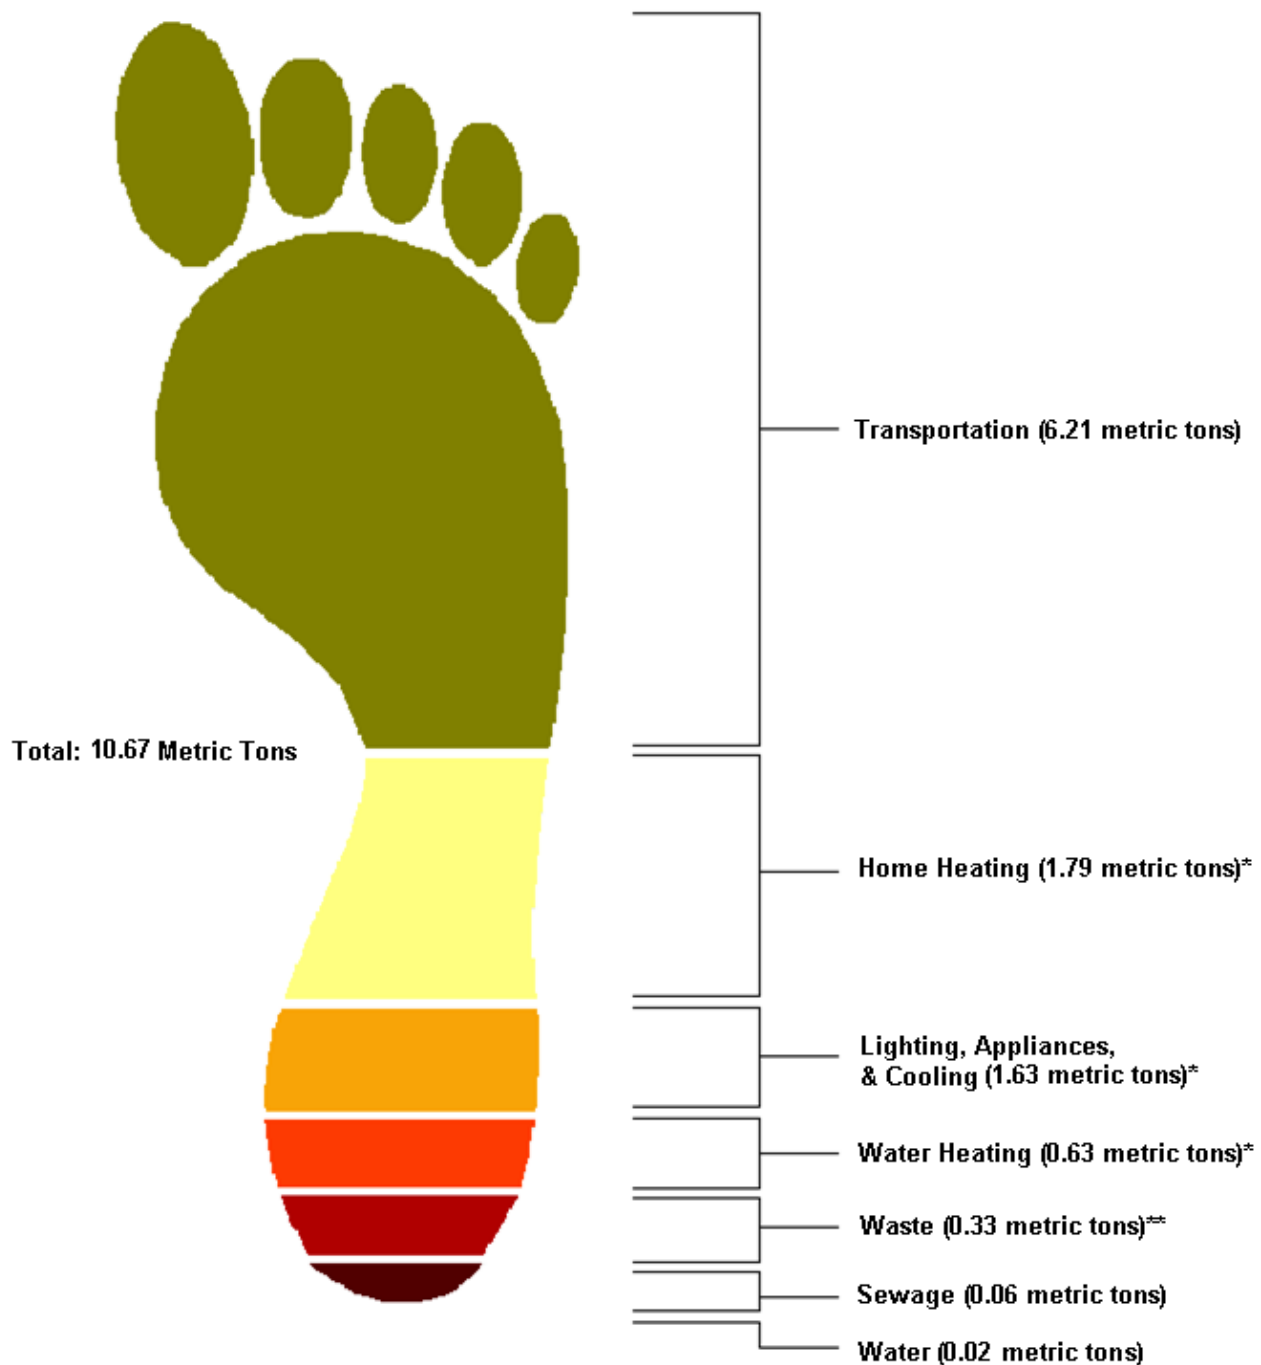 Transportation (6.21 metric tons)
Total: 10.67 Metric Tons
Home Heating (1.79 metric tons)*
Lighting, Appliances,
& Cooling (1.63 metric tons)*
Water Heating (0.63 metric tons)*
Waste (0.33 metric tons)**
Sewage (0.06 metric tons)
Water (0.02 metric tons)